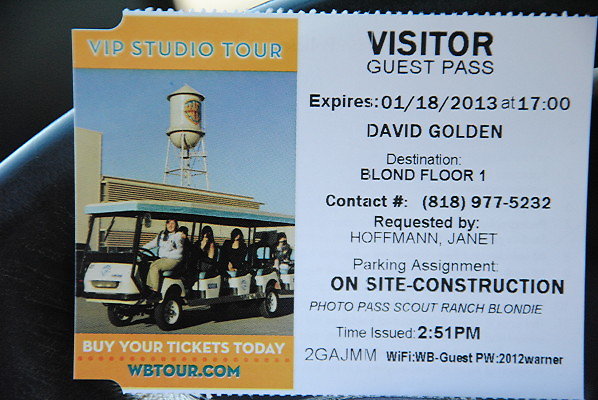 VIP STUDIO TOUR
BUY YOUR TICKETS TODAY
WBTOUR.COM
VISITOR
GUEST PASS
Expires: 01/18/2013 at 17:00
DAVID GOLDEN
Destination:
BLOND FLOOR 1
Contact #: (818) 977-5232
Requested by:
HOFFMANN, JANET
Parking Assignment:
ON SITE-CONSTRUCTION
PHOTO PASS SCOUT RANCH BLONDIE
Time Issued: 2:51PM
2GAJMM WiFi:WB-Guest PW:2012warner